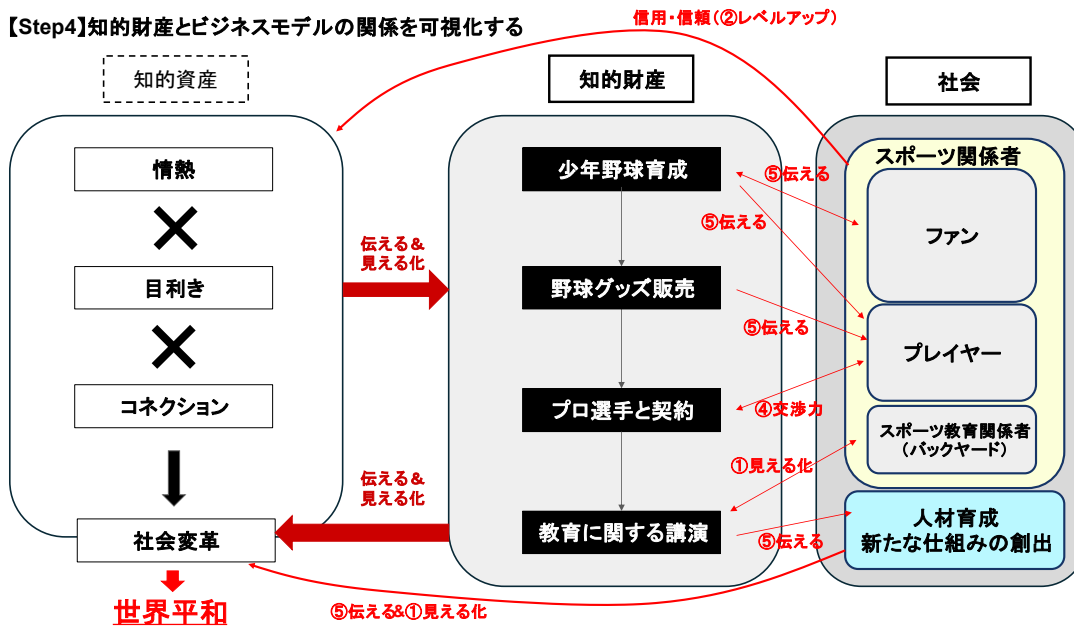 【Step4】知的財産とビジネスモデルの関係を可視化する
信用・信頼(②レベルアップ)
知的資産
知的財産
社会
情熱
目利き
コネクション
社会変革
世界平和
伝える&
見える化
伝える&
見える化
少年野球育成
野球グッズ販売
プロ選手と契約
教育に関する講演
⑤伝える
⑤伝える
⑤伝える
④交渉力
①見える化
⑤伝える
スポーツ関係者
ファン
プレイヤー
スポーツ教育関係者
(バックヤード)
人材育成
新たな仕組みの創出
⑤伝える&①見える化